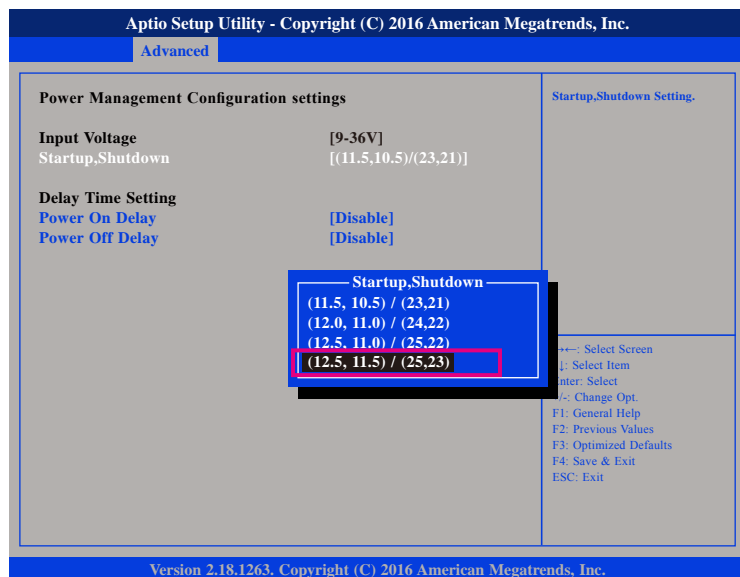 Aptio Setup Utility - Copyright (C) 2016 American Megatrends, Inc.
Advanced
Power Management Configuration settings
Input Voltage [9-36V]
Startup,Shutdown [(11.5,10.5)/(23,21)]
Delay Time Setting
Power On Delay [Disable]
Power Off Delay [Disable]
Startup,Shutdown
(11.5, 10.5) / (23,21)
(12.0, 11.0) / (24,22)
(12.5, 11.0) / (25,22)
(12.5, 11.5) / (25,23)
Startup,Shutdown Setting.
→←: Select Screen
↓: Select Item
Select
/-: Change Opt.
F1: General Help
F2: Previous Values
F3: Optimized Defaults
F4: Save & Exit
ESC: Exit
Version 2.18.1263. Copyright (C) 2016 American Megatrends, Inc.